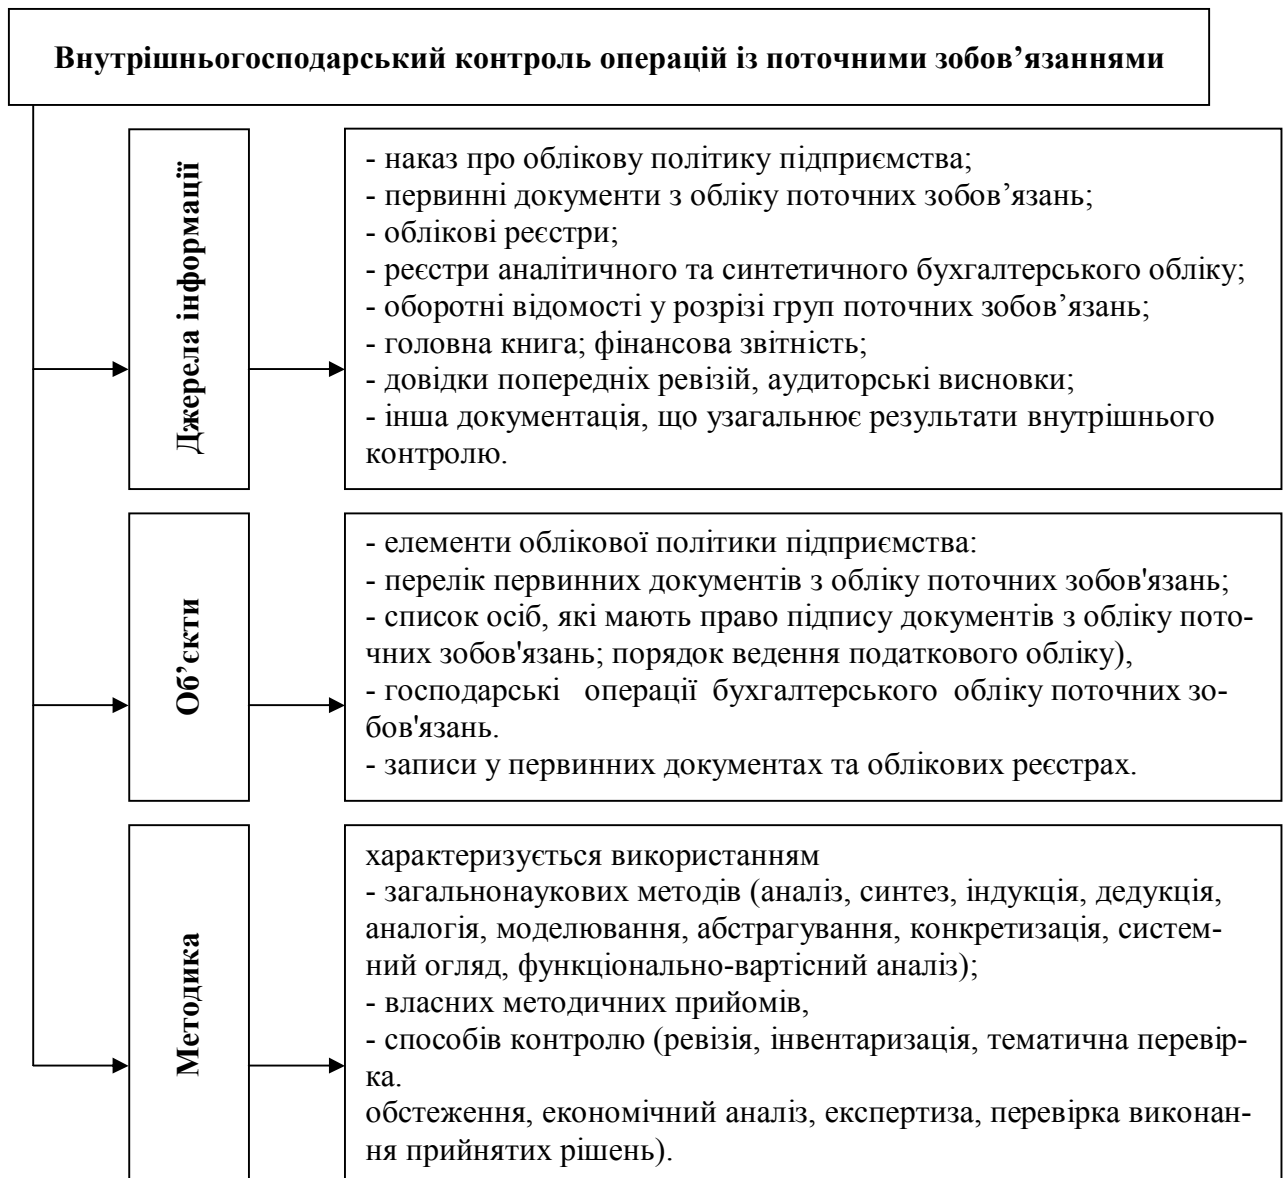 Внутрішньогосподарський контроль операцій із поточними зобов’язаннями
Джерела інформації
- наказ про облікову політику підприємства;
- первинні документи з обліку поточних зобов’язань;
- облікові реєстри;
- реєстри аналітичного та синтетичного бухгалтерського обліку;
- оборотні відомості у розрізі груп поточних зобов’язань;
- головна книга; фінансова звітність;
- довідки попередніх ревізій, аудиторські висновки;
- інша документація, що узагальнює результати внутрішнього
контролю.
Об’єкти
- елементи облікової політики підприємства:
- перелік первинних документів з обліку поточних зобов'язань;
- список осіб, які мають право підпису документів з обліку пото-
чних зобов'язань; порядок ведення податкового обліку),
- господарські операції бухгалтерського обліку поточних зо-
бов'язань.
- записи у первинних документах та облікових реєстрах.
Методика
характеризується використанням
- загальнонаукових методів (аналіз, синтез, індукція, дедукція,
аналогія, моделювання, абстрагування, конкретизація, систем-
ний огляд, функціонально-вартісний аналіз);
- власних методичних прийомів,
- способів контролю (ревізія, інвентаризація, тематична перевір-
ка.
обстеження, економічний аналіз, експертиза, перевірка виконан-
ня прийнятих рішень).